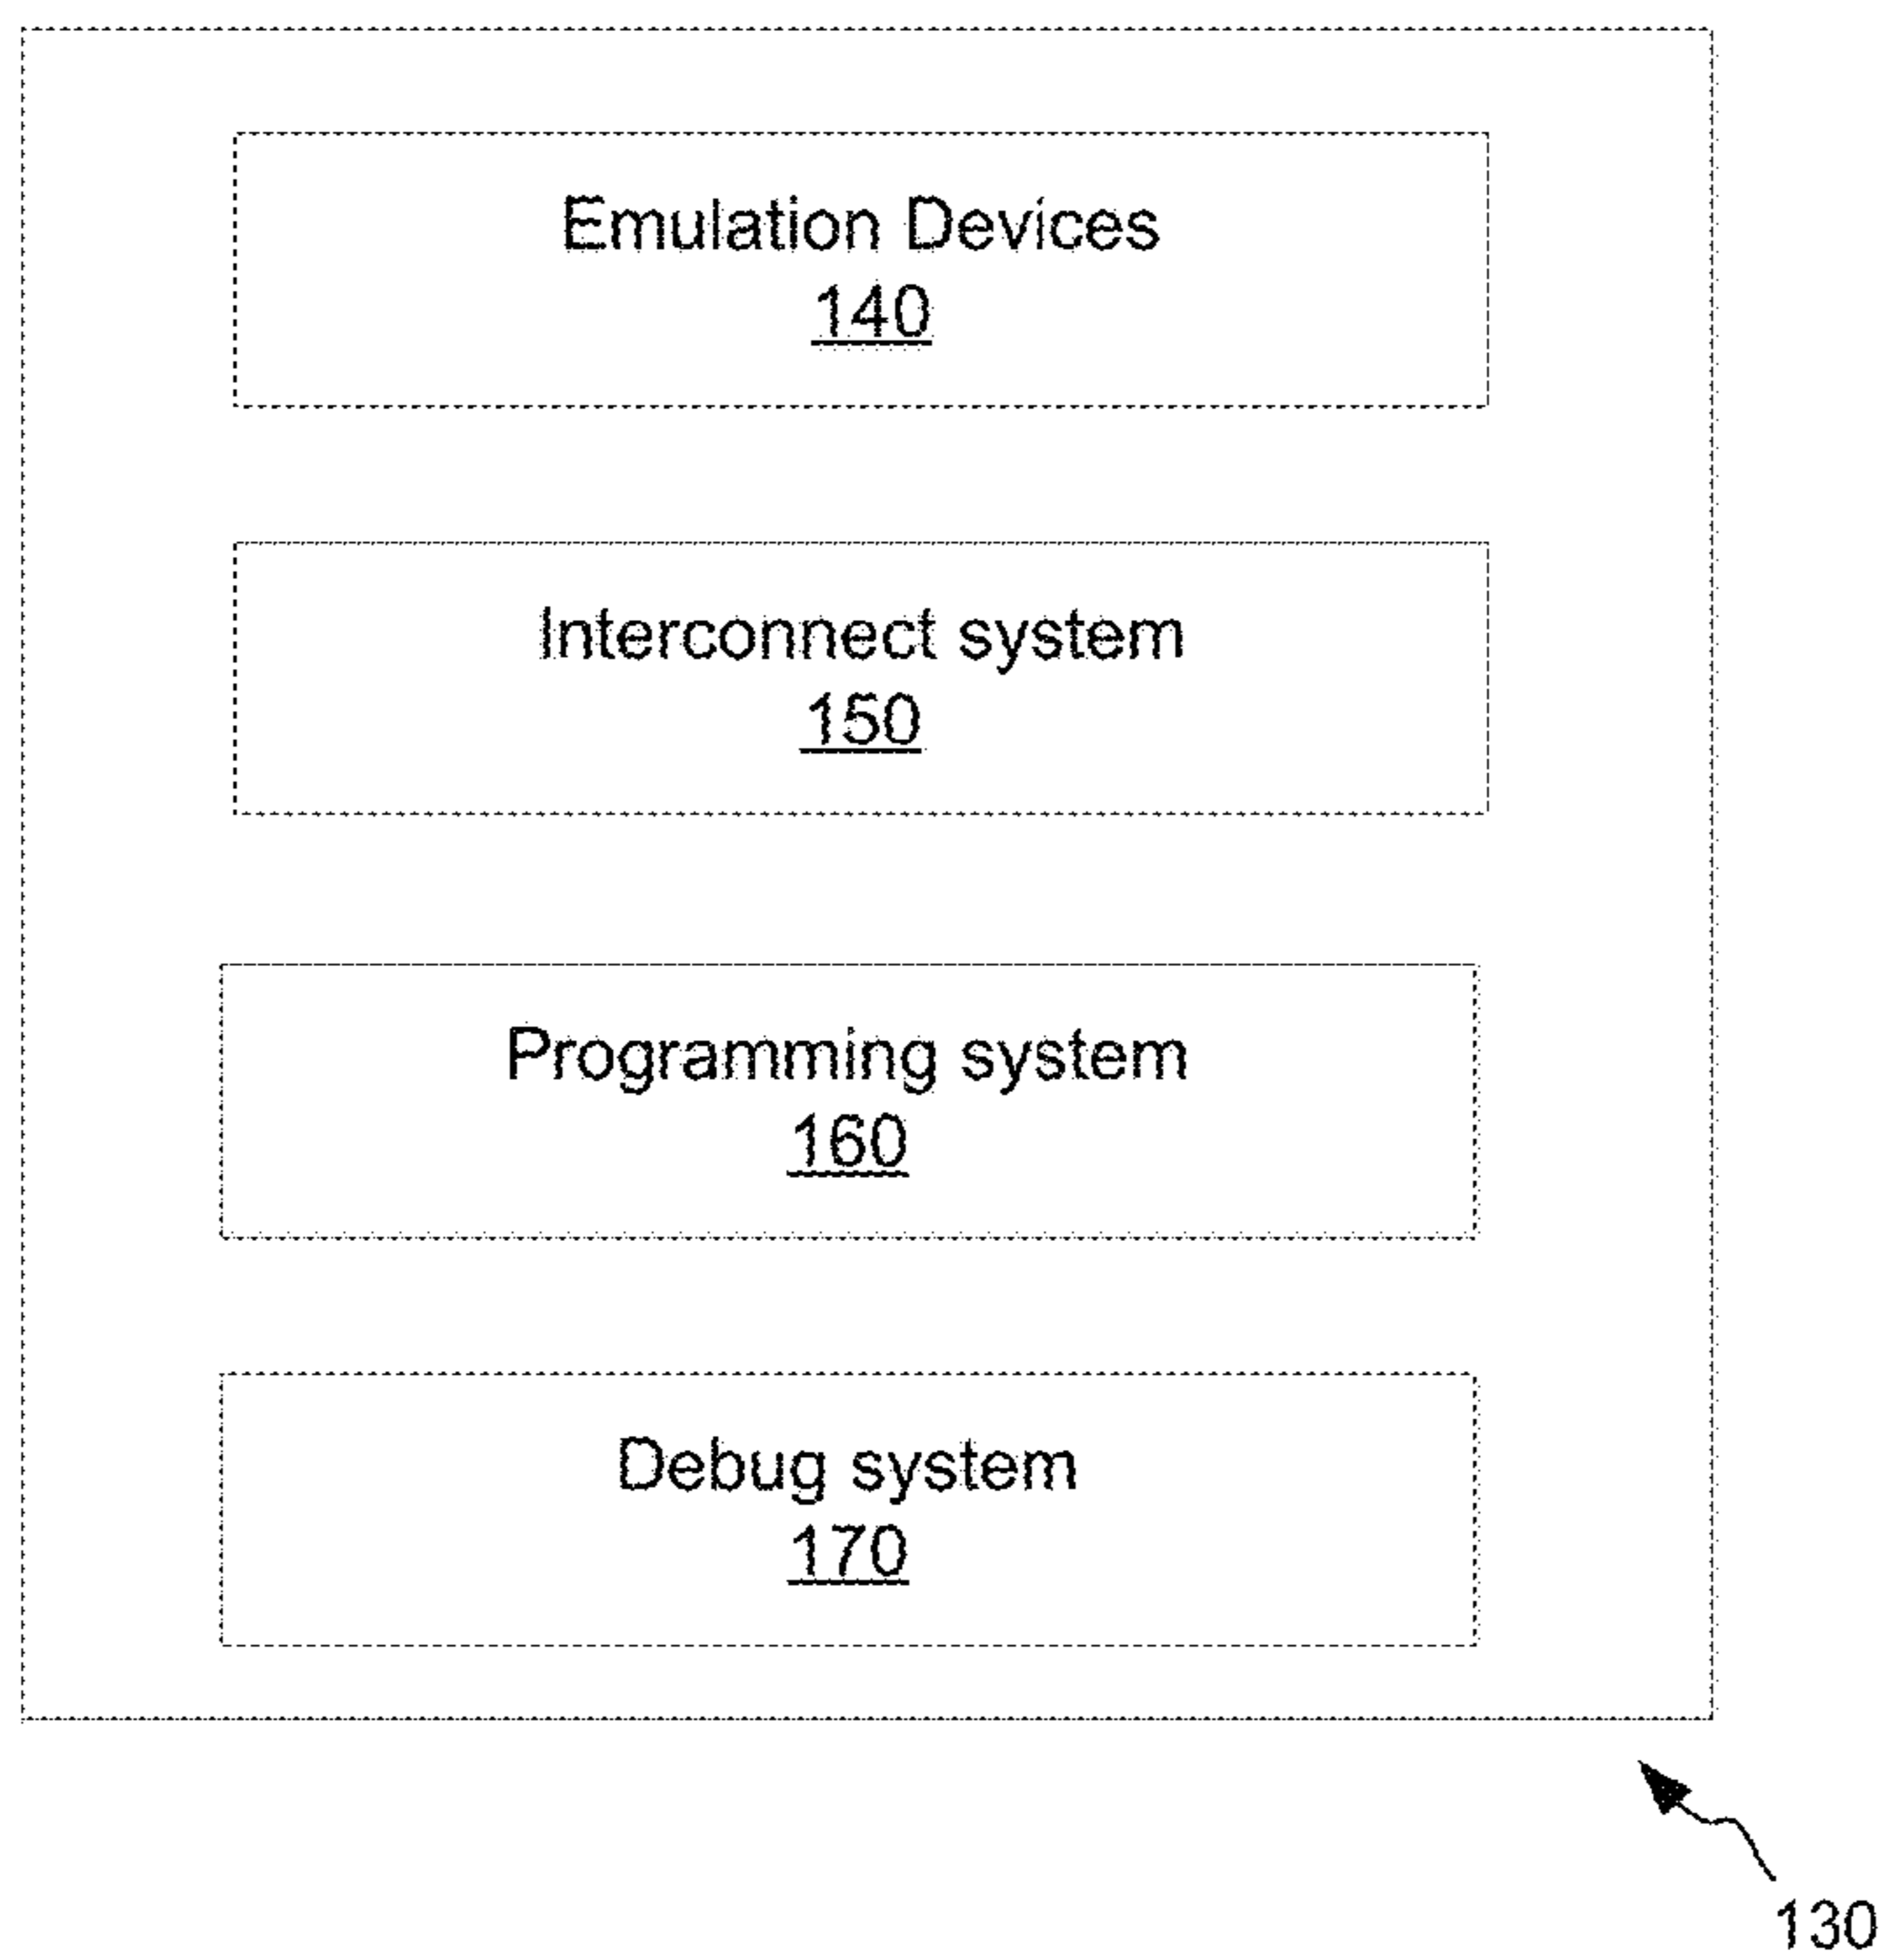 Emulation Devices
140
Interconnect system
150
Programming system
160
Debug system
170
130